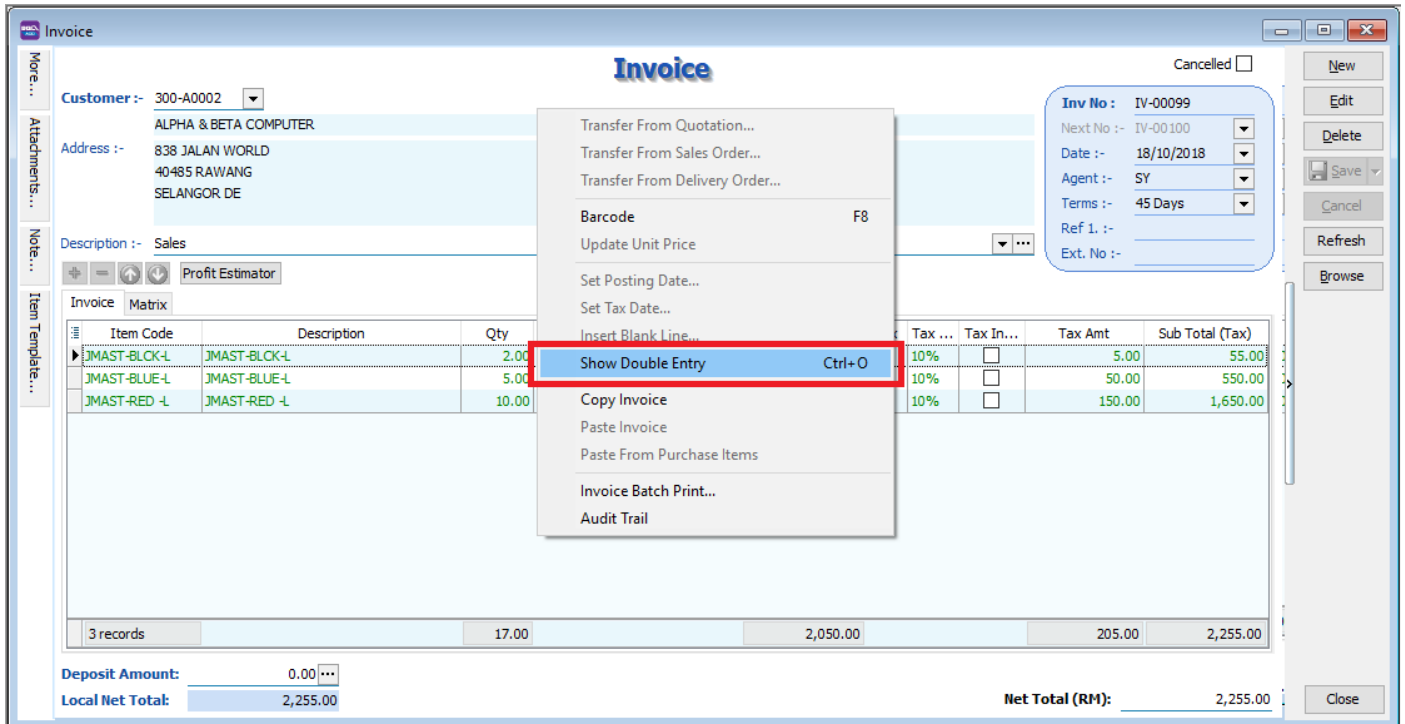 Invoice
More...
Attachments...
Note...
Item Template...
Invoice
Cancelled
Customer :- 300-A0002
ALPHA & BETA COMPUTER
Address :- 838 JALAN WORLD
40485 RAWANG
SELANGOR DE
Description :- Sales
Inv No : IV-00099
Next No :- IV-00100
Date :- 18/10/2018
Agent :- SY
Terms :- 45 Days
Ref 1. :-
Ext. No :-
New
Edit
Delete
Save
Cancel
Refresh
Browse
Profit Estimator
Invoice Matrix
Item Code Description Qty Tax ... Tax In... Tax Amt Sub Total (Tax)
JMAST-BLCK-L JMAST-BLCK-L 2.00 10% 5.00 55.00
JMAST-BLUE-L JMAST-BLUE-L 5.00 10% 50.00 550.00
JMAST-RED -L JMAST-RED -L 10.00 10% 150.00 1,650.00
Transfer From Quotation...
Transfer From Sales Order...
Transfer From Delivery Order...
Barcode F8
Update Unit Price
Set Posting Date...
Set Tax Date...
Insert Blank Line...
Show Double Entry Ctrl+O
Copy Invoice
Paste Invoice
Paste From Purchase Items
Invoice Batch Print...
Audit Trail
3 records 17.00 2,050.00 205.00 2,255.00
Deposit Amount: 0.00
Local Net Total: 2,255.00
Net Total (RM): 2,255.00
Close